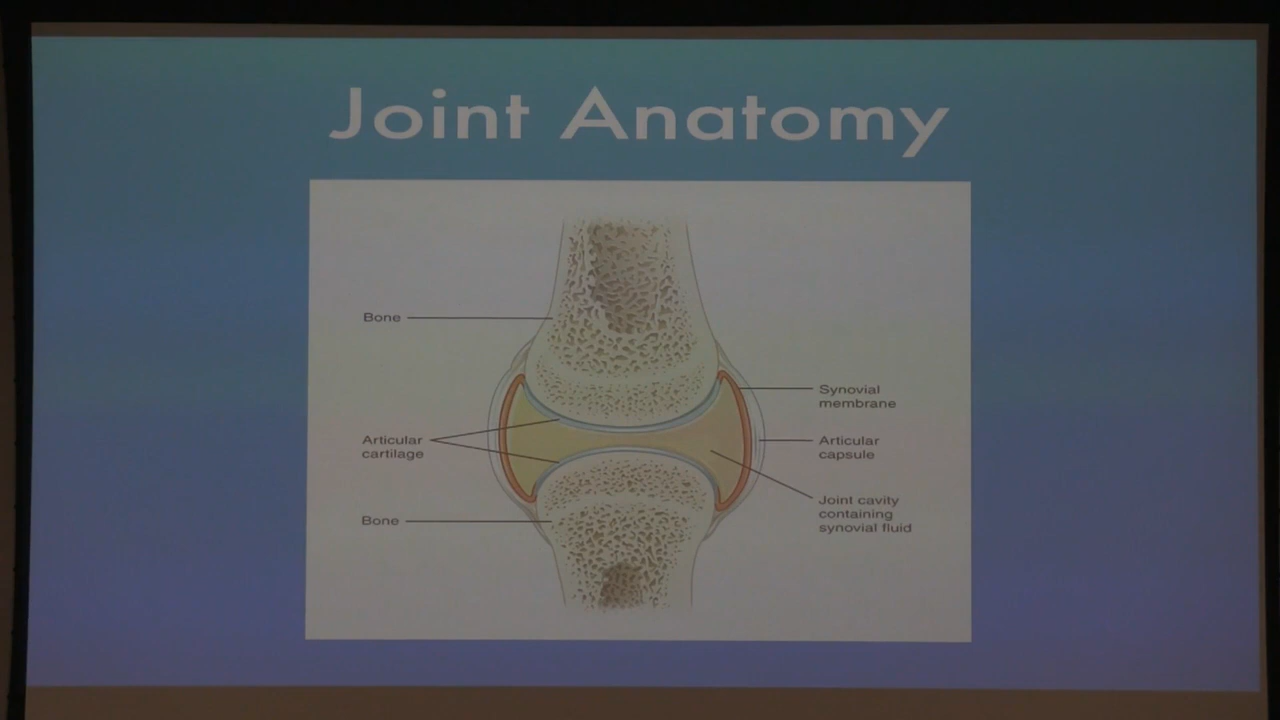 Joint Anatomy
Bone
Synovial
membrane
Articular
cartilage
Articular
capsule
Joint cavity
containing
synovial fluid
Bone